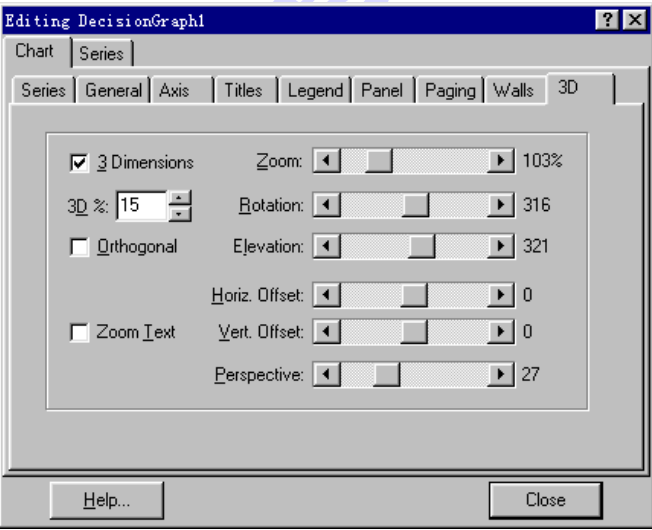 Editing DecisionGraph1
Chart Series
Series General Axis Titles Legend Panel Paging Walls 3D
3 Dimensions Zoom: 103%
3D %: 15 Rotation: 316
Orthogonal Elevation: 321
Horiz. Offset: 0
Zoom Text Vert. Offset: 0
Perspective: 27
Help... Close